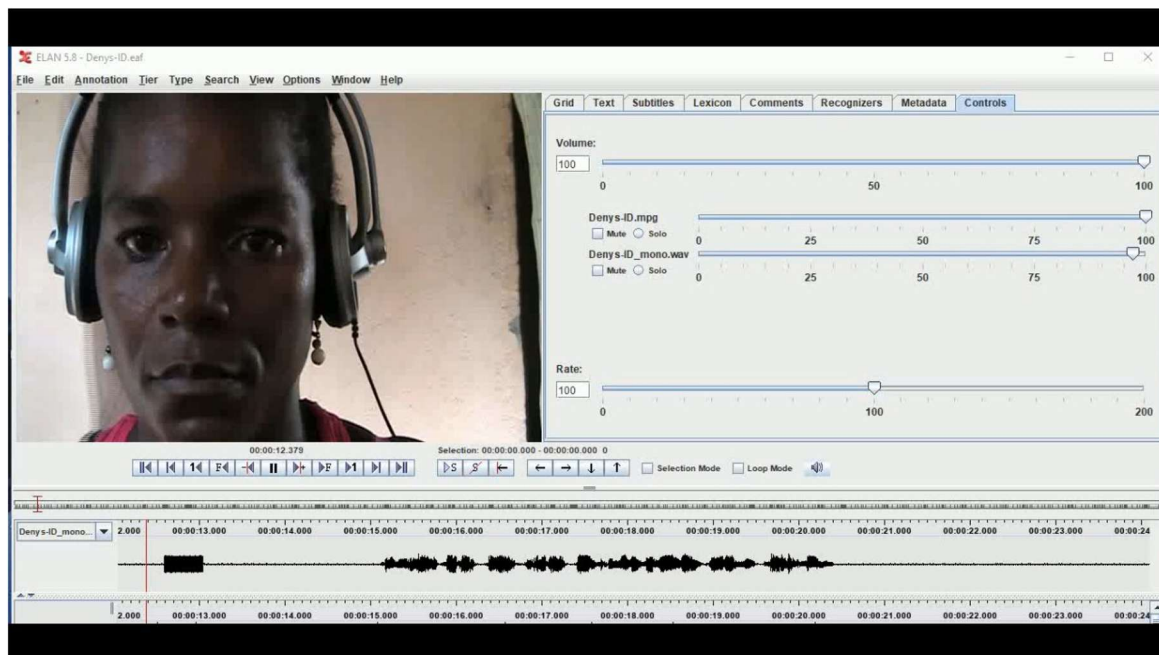 ELAN 5.8 - Denys-ID.eaf
File Edit Annotation Tier Type Search View Options Window Help
Grid Text Subtitles Lexicon Comments Recognizers Metadata Controls
Volume:
100
0 50 100
Denys-ID.mpg
Mute Solo
0 25 50 75 100
Denys-ID_mono.wav
Mute Solo
0 25 50 75 100
Rate:
100
0 100 200
00:00:12.379
Selection: 00:00:00.000 - 00:00:00.000 0
1 F F 1 S S Selection Mode Loop Mode
Denys-ID_mono... 2.000 00:00:13.000 00:00:14.000 00:00:15.000 00:00:16.000 00:00:17.000 00:00:18.000 00:00:19.000 00:00:20.000 00:00:21.000 00:00:22.000 00:00:23.000 00:00:24
2.000 00:00:13.000 00:00:14.000 00:00:15.000 00:00:16.000 00:00:17.000 00:00:18.000 00:00:19.000 00:00:20.000 00:00:21.000 00:00:22.000 00:00:23.000 00:00:24